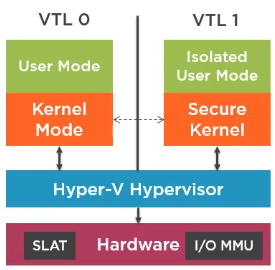 VTL 0
VTL 1
User Mode
Isolated
User Mode
Kernel
Mode
Secure
Kernel
Hyper-V Hypervisor
SLAT
Hardware
I/O MMU